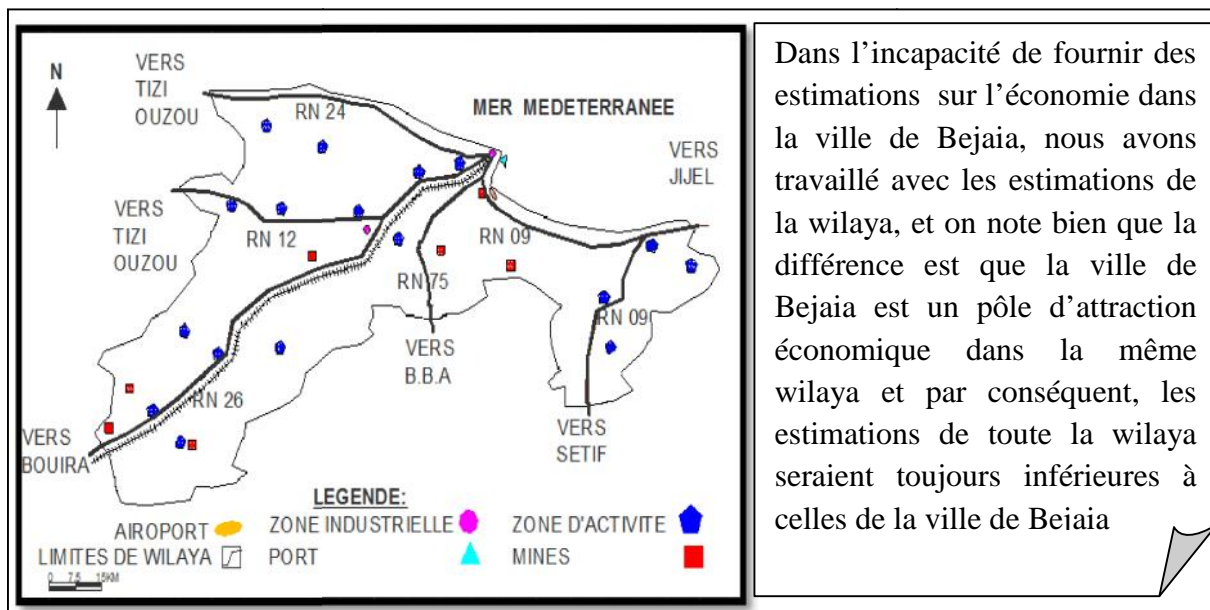 VERS
TIZI
OUZOU
N
RN 24
MER MEDETERRANEE
VERS
JIJEL
VERS
TIZI
OUZOU
RN 12
RN 09
RN 75
RN 09
VERS
B.B.A
RN 26
VERS
BOUIRA
VERS
SETIF
LEGENDE:
AIROPORT
ZONE INDUSTRIELLE
ZONE D'ACTIVITE
LIMITES DE WILAYA
PORT
MINES
0 7.5 15KM
Dans l’incapacité de fournir des
estimations sur l’économie dans
la ville de Bejaia, nous avons
travaillé avec les estimations de
la wilaya, et on note bien que la
différence est que la ville de
Bejaia est un pôle d’attraction
économique dans la même
wilaya et par conséquent, les
estimations de toute la wilaya
seraient toujours inférieures à
celles de la ville de Bejaia